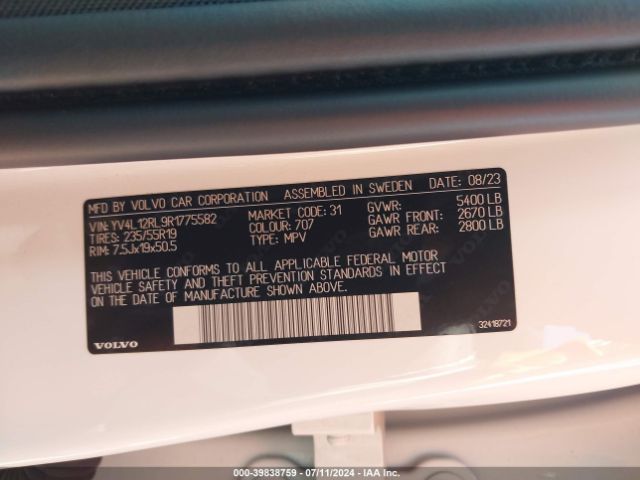 MFD BY VOLVO CAR CORPORATION ASSEMBLED IN SWEDEN DATE: 08/23
VIN: YV4L12RL9R1775582 MARKET CODE: 31 GVWR: 5400 LB
TIRES: 235/55R19 COLOUR: 707 GAWR FRONT: 2670 LB
RIM: 7.5Jx19x50.5 TYPE: MPV GAWR REAR: 2800 LB
THIS VEHICLE CONFORMS TO ALL APPLICABLE FEDERAL MOTOR
VEHICLE SAFETY AND THEFT PREVENTION STANDARDS IN EFFECT
ON DATE OF MANUFACTURE SHOWN ABOVE.
VOLVO 32418721
000-39838759 - 07/11/2024 - IAA Inc.